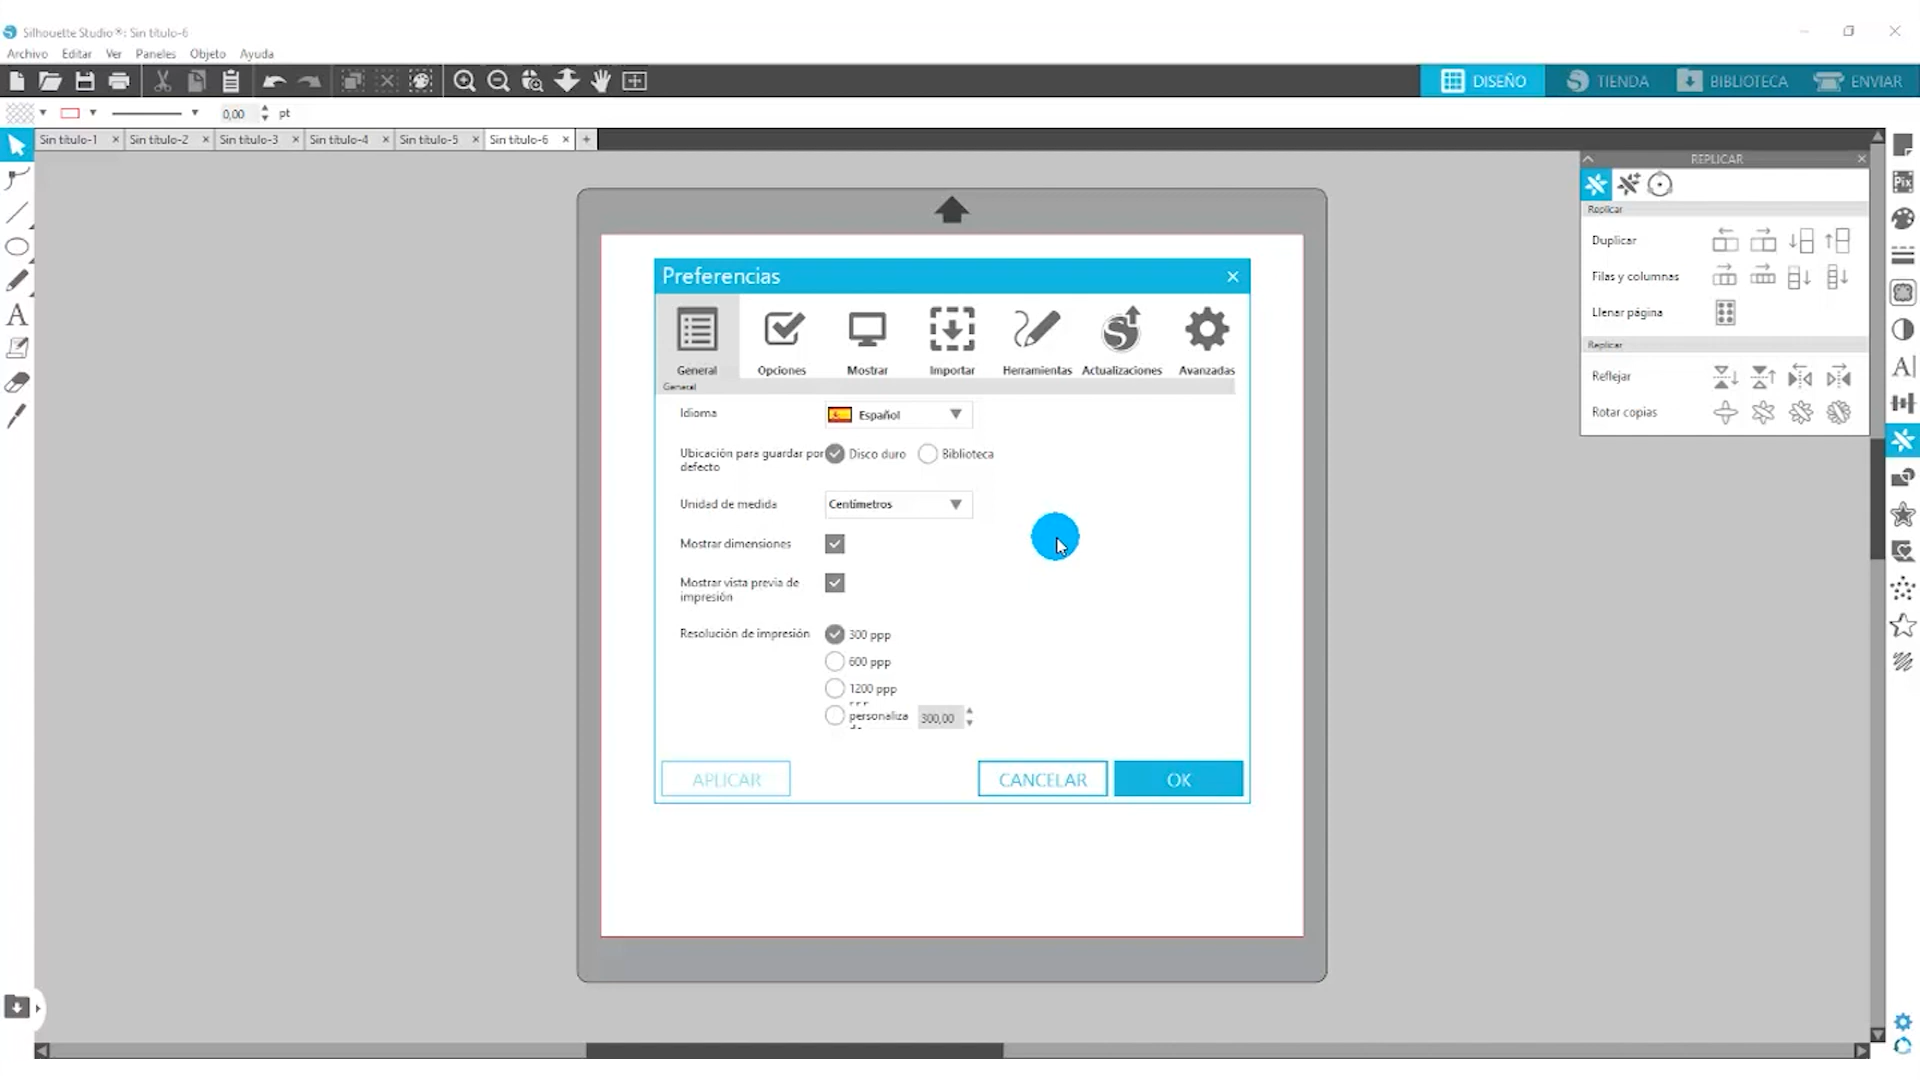 Silhouette Studio®: Sin título-6
Archivo Editar Ver Paneles Objeto Ayuda
DISEÑO TIENDA BIBLIOTECA ENVIAR
0,00 pt
Sin título-1 Sin título-2 Sin título-3 Sin título-4 Sin título-5 Sin título-6
REPLICAR
Replicar
Duplicar
Filas y columnas
Llenar página
Replicar
Reflejar
Rotar copias
Preferencias
General Opciones Mostrar Importar Herramientas Actualizaciones Avanzadas
General
Idioma Español
Ubicación para guardar por defecto Disco duro Biblioteca
Unidad de medida Centímetros
Mostrar dimensiones
Mostrar vista previa de
impresión
Resolución de impresión 300 ppp
600 ppp
1200 ppp
personaliza 300,00
APLICAR CANCELAR OK
Pix